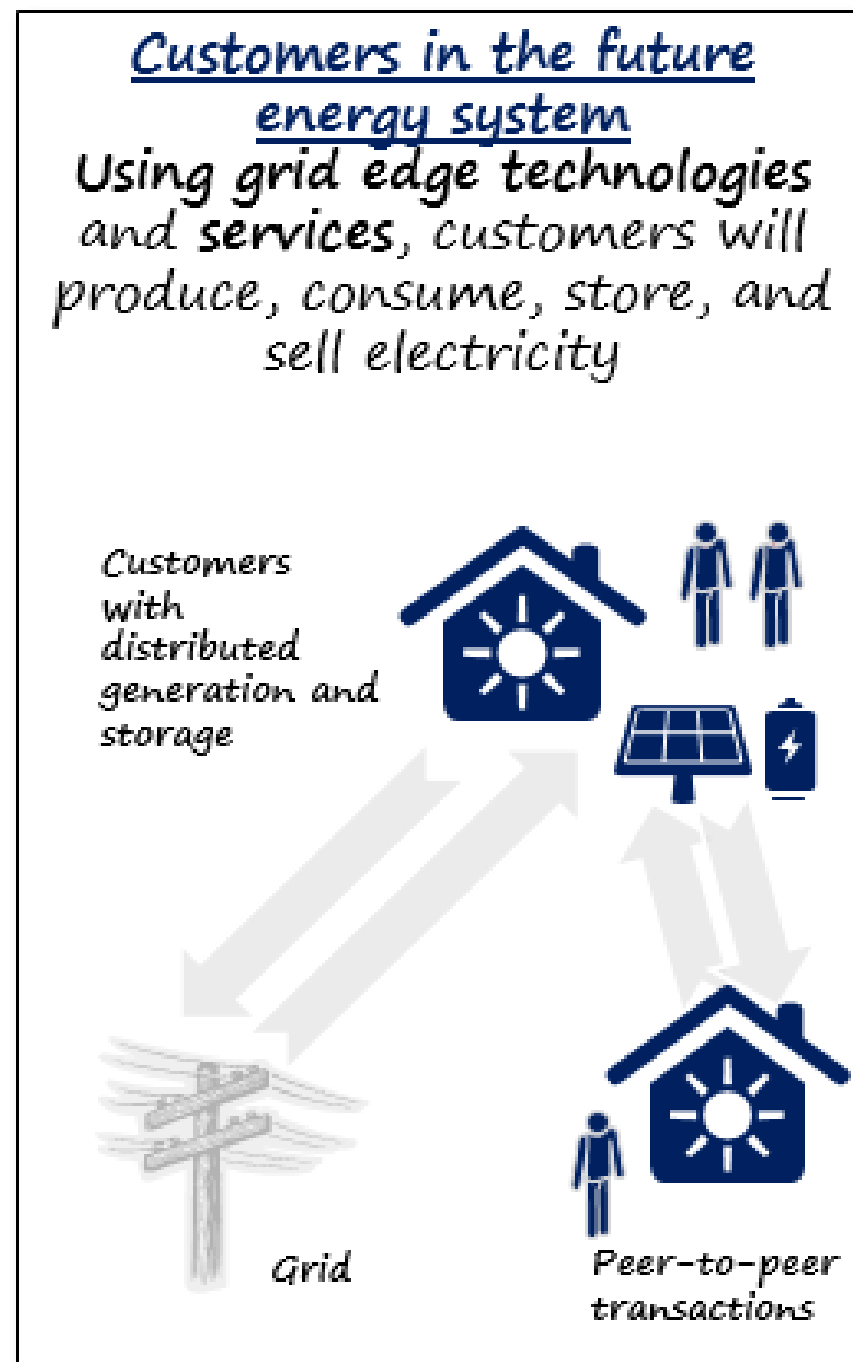 Customers in the future
energy system
Using grid edge technologies
and services, customers will
produce, consume, store, and
sell electricity
Customers
with
distributed
generation and
storage
Grid
Peer-to-peer
transactions